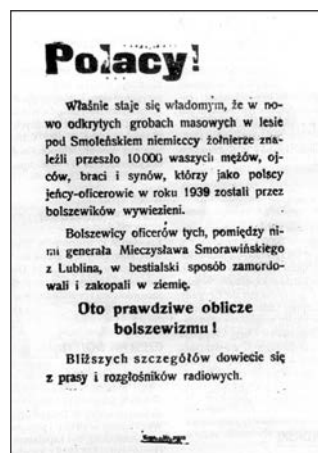 Polacy!
Właśnie staje się wiadomym, że w no-
wo odkrytych grobach masowych w lesie
pod Smoleńskiem niemieccy żołnierze zna-
leźli przeszło 10 000 waszych mężów, oj-
ców, braci i synów, którzy jako polscy
jeńcy-oficerowie w roku 1939 zostali przez
bolszewików wywiezieni.
Bolszewicy oficerów tych, pomiędzy ni-
mi generała Mieczysława Smorawińskiego
z Lublina, w bestialski sposób zamordo-
wali i zakopali w ziemię.
Oto prawdziwe oblicze
bolszewizmu !
Bliższych szczegółów dowiecie się
z prasy i rozgłośników radiowych.